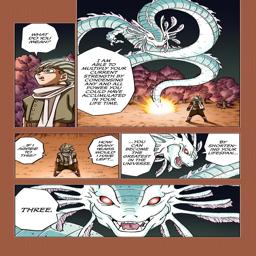 WHAT
DO YOU
MEAN?
I AM
ABLE TO
MULTIPLY YOUR
CURRENT
STRENGTH BY
CONDENSING
ANY AND ALL
POWER YOU
COULD HAVE
ACCUMULATED
IN YOUR
LIFE TIME.
BY
SHORTEN-
ING YOUR
LIFESPAN...
...YOU
CAN
BECOME
THE
GREATEST
IN THE
UNIVERSE.
HOW MANY
YEARS
WOULD I
HAVE
LEFT...
...IF I
AGREE
TO
THIS?
THREE.